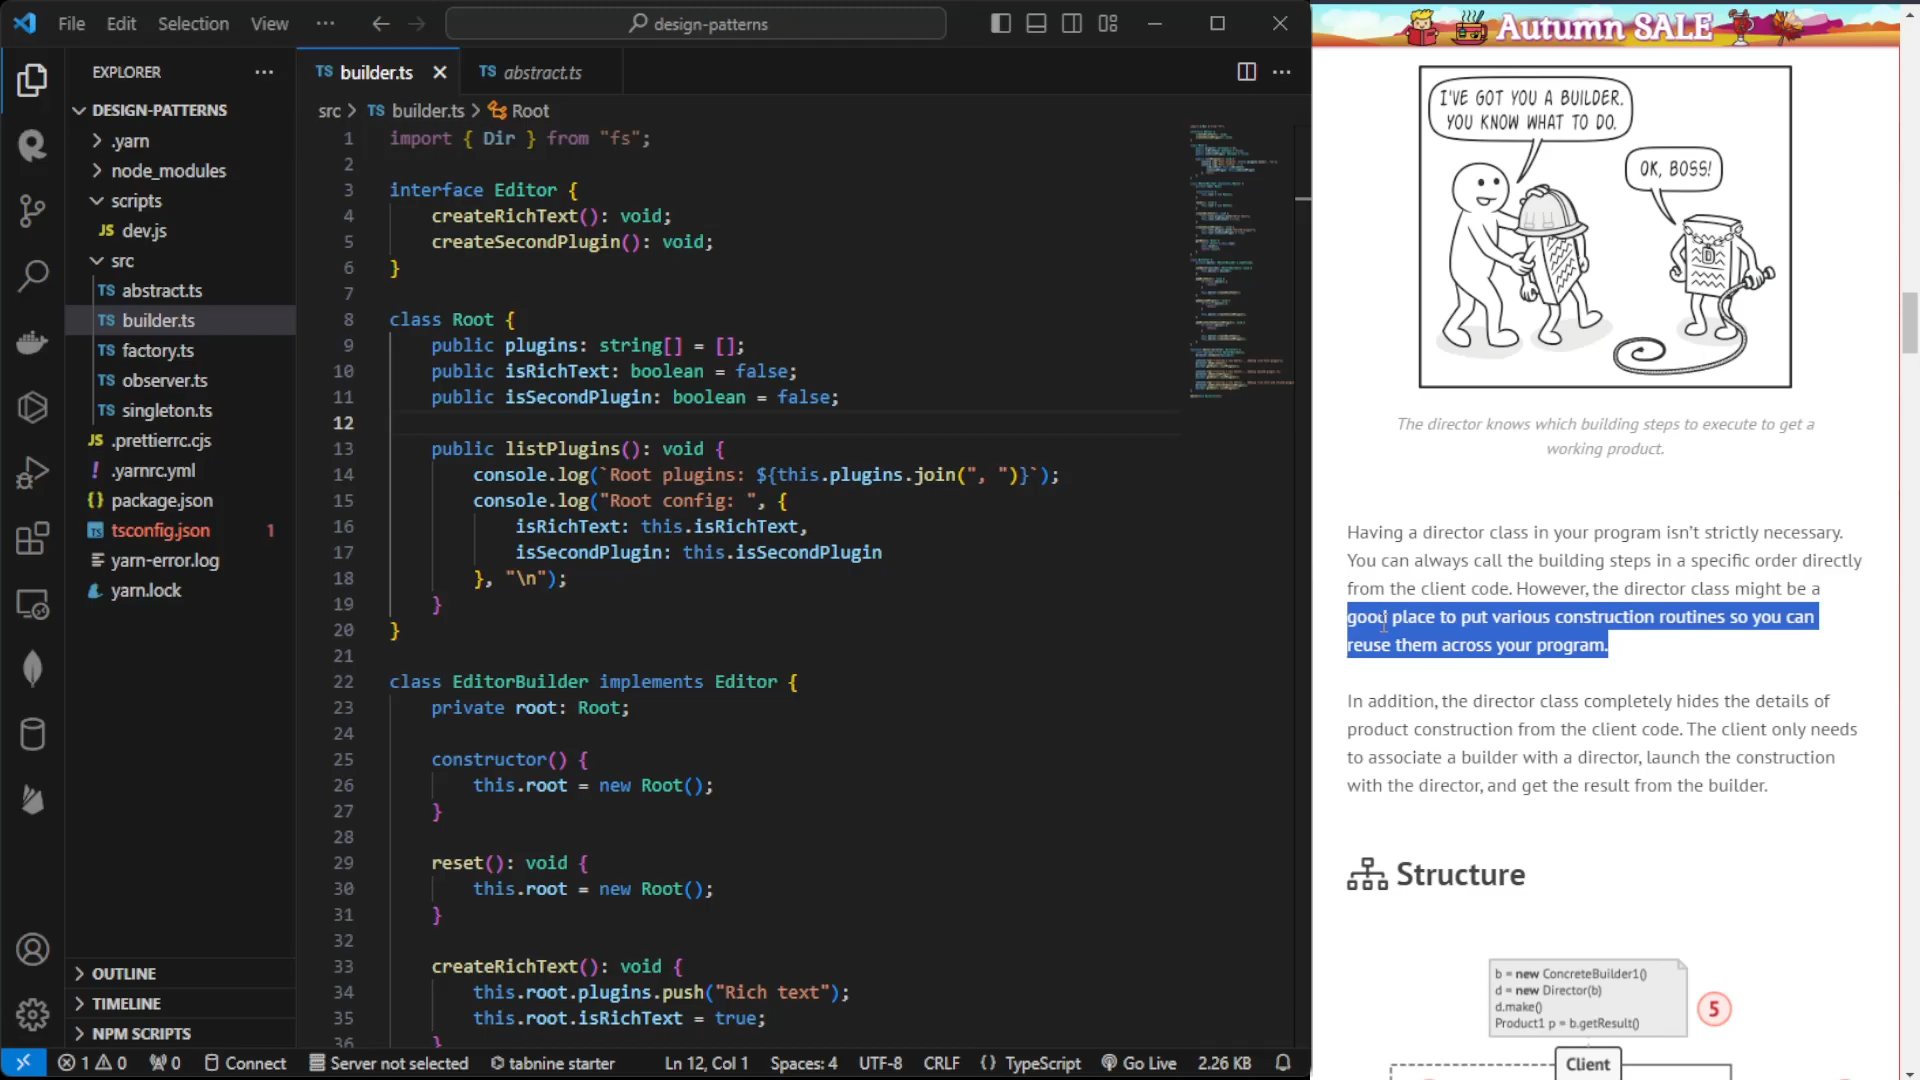 File Edit Selection View
design-patterns
EXPLORER
DESIGN-PATTERNS
.yarn
node_modules
scripts
JS dev.js
src
TS abstract.ts
TS builder.ts
TS factory.ts
TS observer.ts
TS singleton.ts
JS .prettierrc.cjs
! .yarnrc.yml
{} package.json
TS tsconfig.json 1
yarn-error.log
yarn.lock
OUTLINE
TIMELINE
NPM SCRIPTS
TS builder.ts TS abstract.ts
src > TS builder.ts > Root
1 import { Dir } from "fs";
2
3 interface Editor {
4 createRichText(): void;
5 createSecondPlugin(): void;
6 }
7
8 class Root {
9 public plugins: string[] = [];
10 public isRichText: boolean = false;
11 public isSecondPlugin: boolean = false;
12
13 public listPlugins(): void {
14 console.log(`Root plugins: ${this.plugins.join(", ")}`);
15 console.log("Root config: ", {
16 isRichText: this.isRichText,
17 isSecondPlugin: this.isSecondPlugin
18 }, "\n");
19 }
20 }
21
22 class EditorBuilder implements Editor {
23 private root: Root;
24
25 constructor() {
26 this.root = new Root();
27 }
28
29 reset(): void {
30 this.root = new Root();
31 }
32
33 createRichText(): void {
34 this.root.plugins.push("Rich text");
35 this.root.isRichText = true;
36 }
1 0 0 Connect Server not selected tabnine starter Ln 12, Col 1 Spaces: 4 UTF-8 CRLF {} TypeScript Go Live 2.26 KB
Autumn SALE
I'VE GOT YOU A BUILDER.
YOU KNOW WHAT TO DO.
OK, BOSS!
D
The director knows which building steps to execute to get a
working product.
Having a director class in your program isn't strictly necessary.
You can always call the building steps in a specific order directly
from the client code. However, the director class might be a
good place to put various construction routines so you can
reuse them across your program.
In addition, the director class completely hides the details of
product construction from the client code. The client only needs
to associate a builder with a director, launch the construction
with the director, and get the result from the builder.
Structure
b = new ConcreteBuilder1()
d = new Director(b)
d.make()
Product1 p = b.getResult()
5
Client